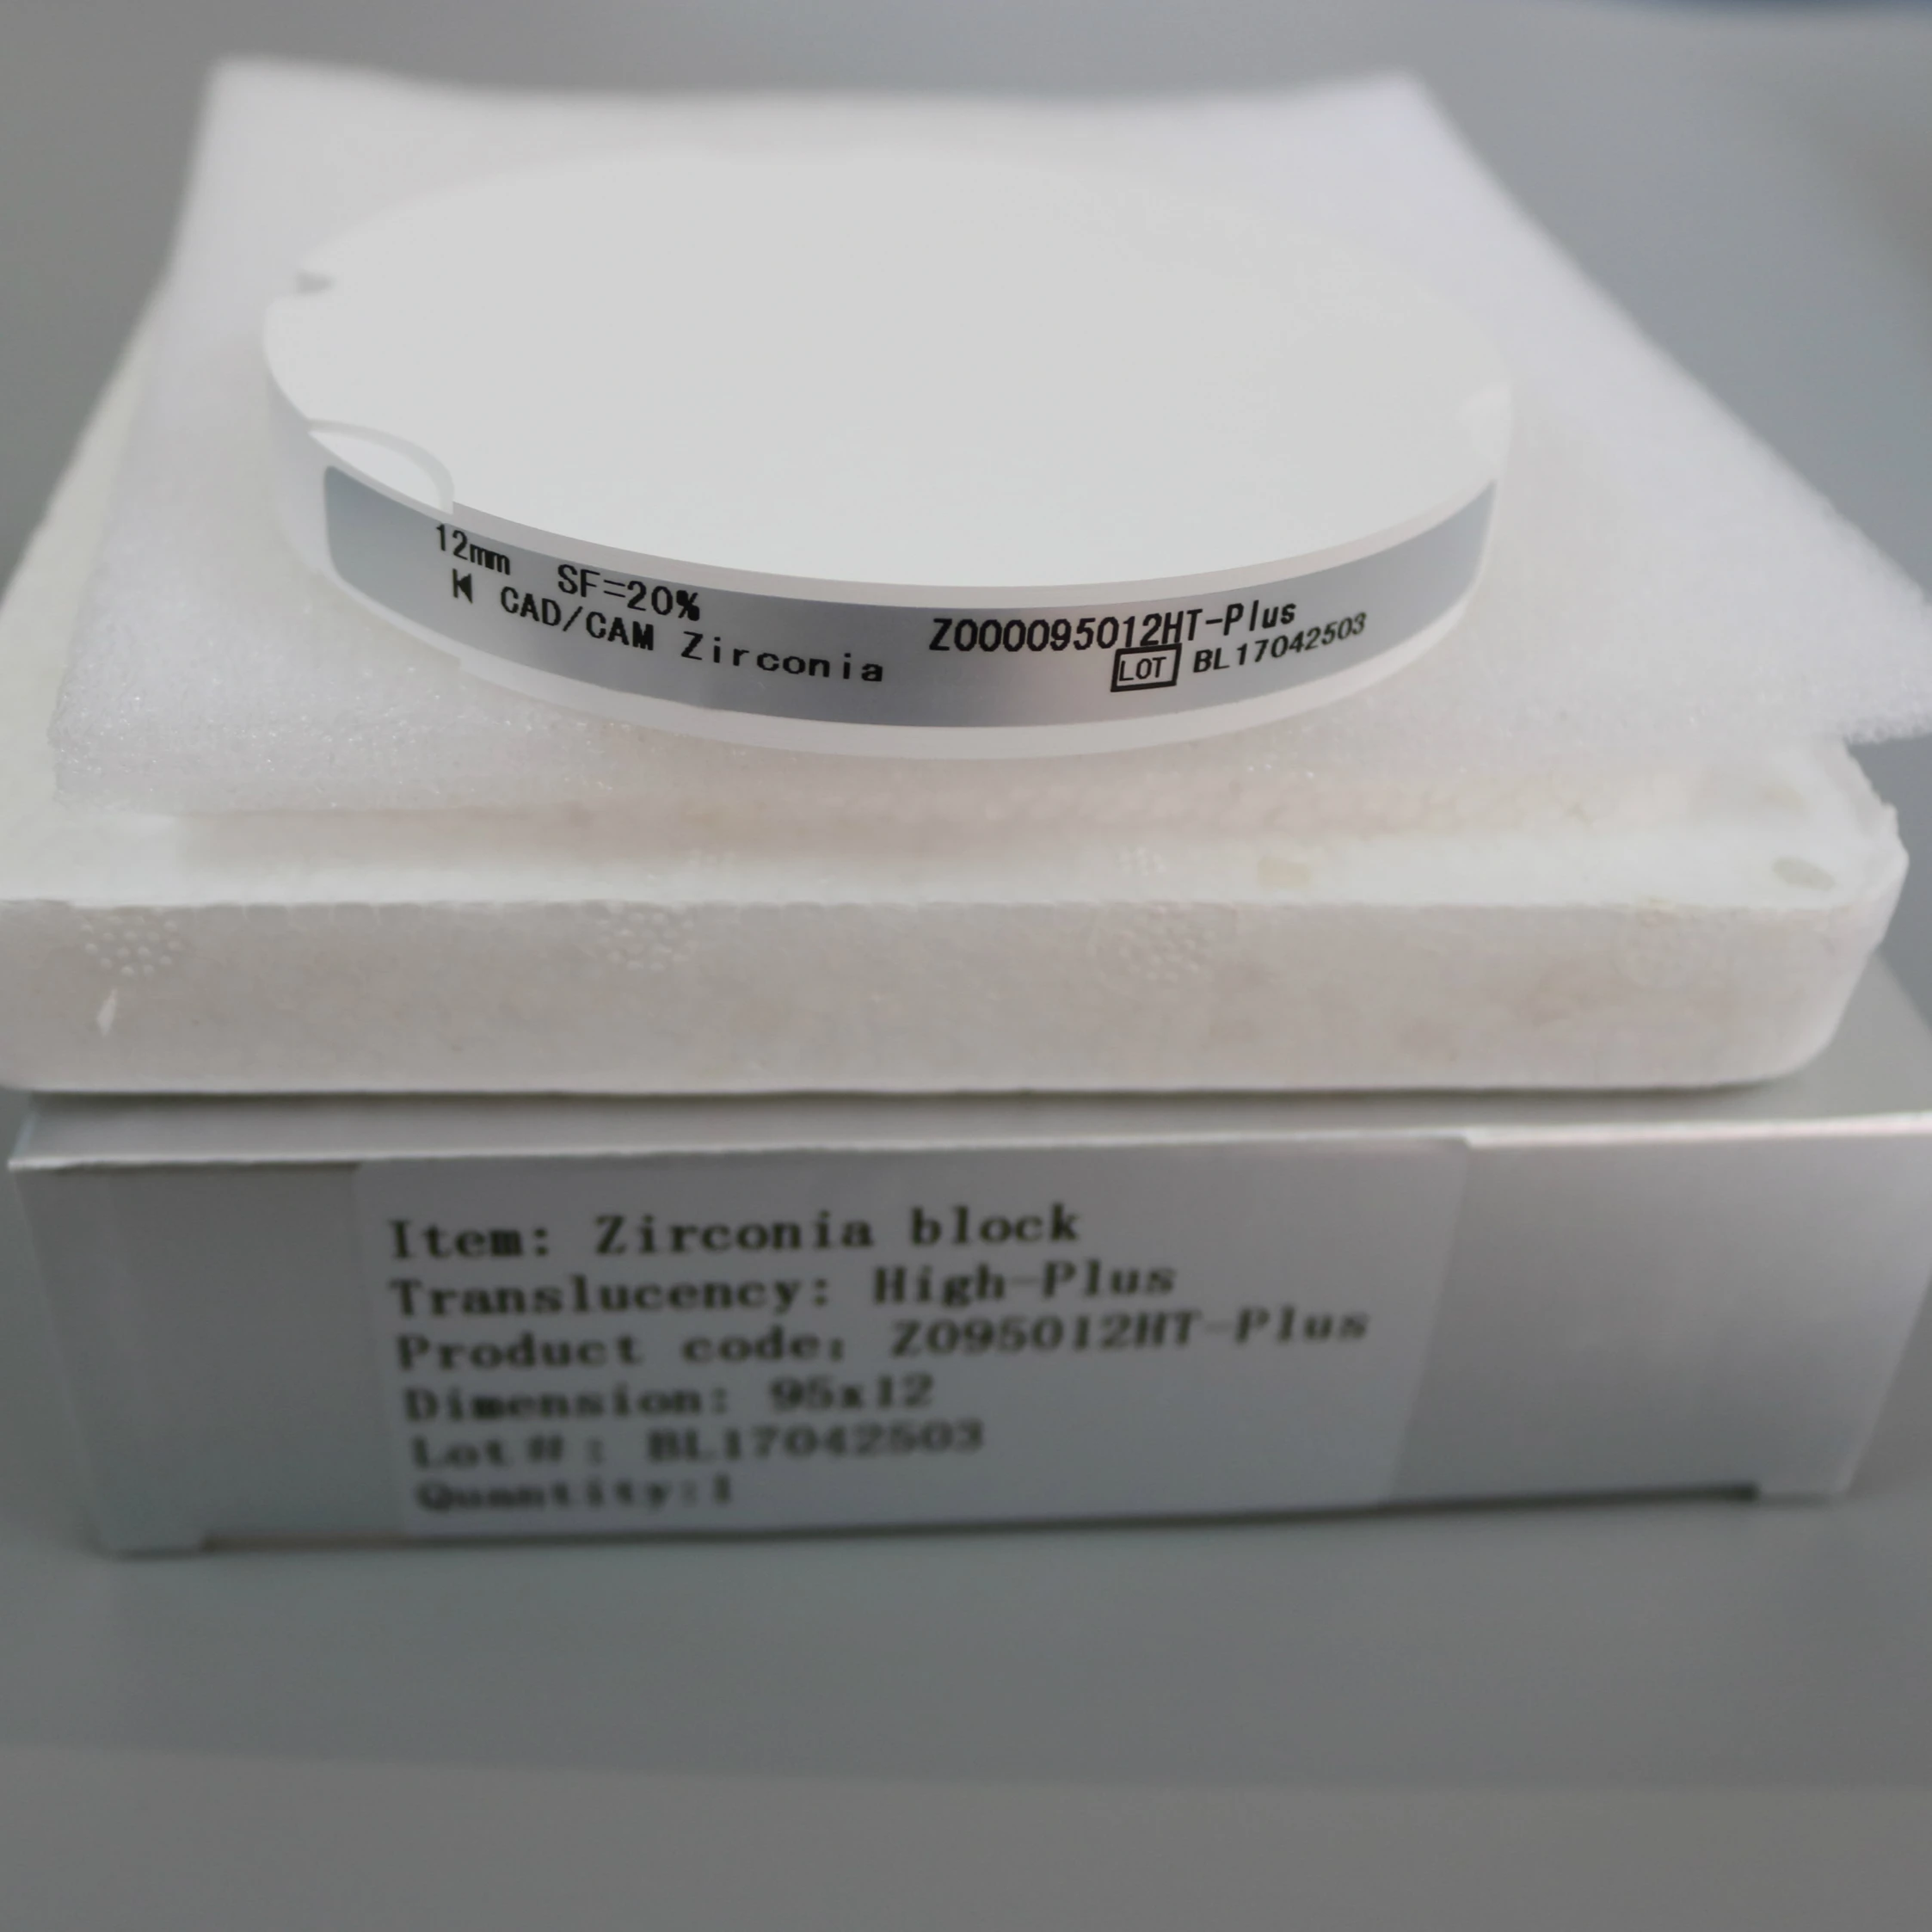 12mm SF=20%
CAD/CAM Zirconia
Z000095012HT-Plus
LOT BL17042503
Item: Zirconia block
Translucency: High-Plus
Product code: Z095012HT-Plus
Dimension: 95x12
Lot#: BL17042503
Quantity:1